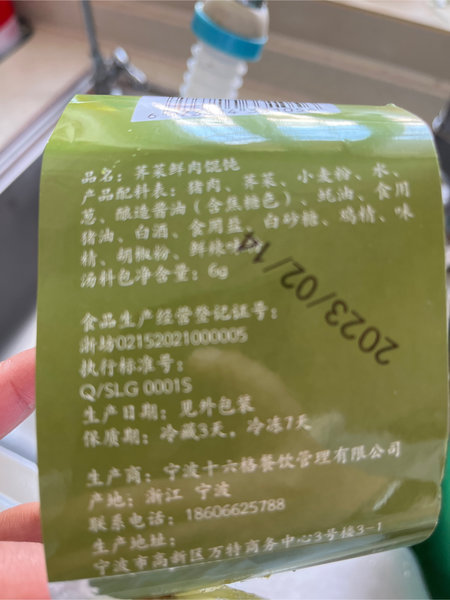 品名：荠菜鲜肉馄饨
产品配料表：猪肉、荠菜、小麦粉、水、
葱、酿造酱油（含焦糖色）、蚝油、食用
猪油、白酒、食用盐、白砂糖、鸡精、味
精、胡椒粉、鲜辣味
汤料包净含量：6g
2023/02/14
食品生产经营登记证号：
浙坊02152021000005
执行标准号：
Q/SLG 0001S
生产日期：见外包装
保质期：冷藏3天，冷冻7天
生产商：宁波十六格餐饮管理有限公司
产地：浙江 宁波
联系电话：18606625788
生产地址：
宁波市高新区万特商务中心3号楼3-1